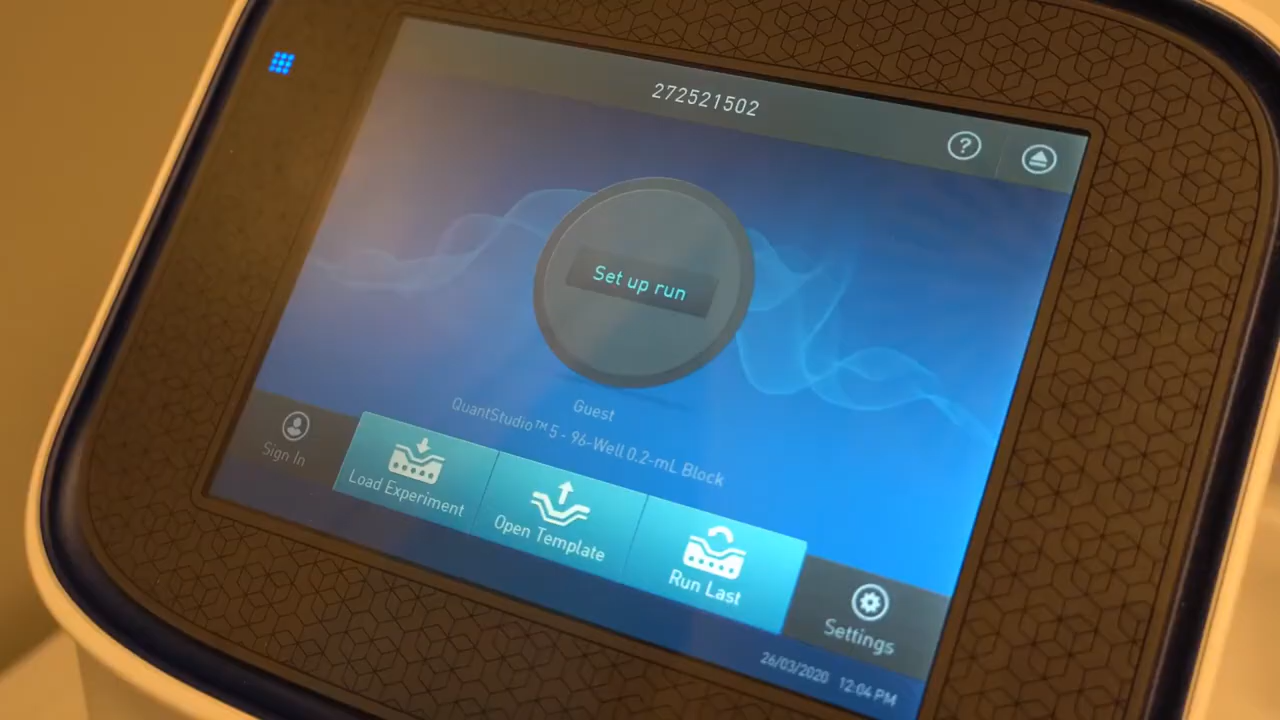 272521502
?
Set up run
Guest
QuantStudio™ 5 - 96-Well 0.2-mL Block
Sign In
Load Experiment
Open Template
Run Last
Settings
26/03/2020 12:04 PM